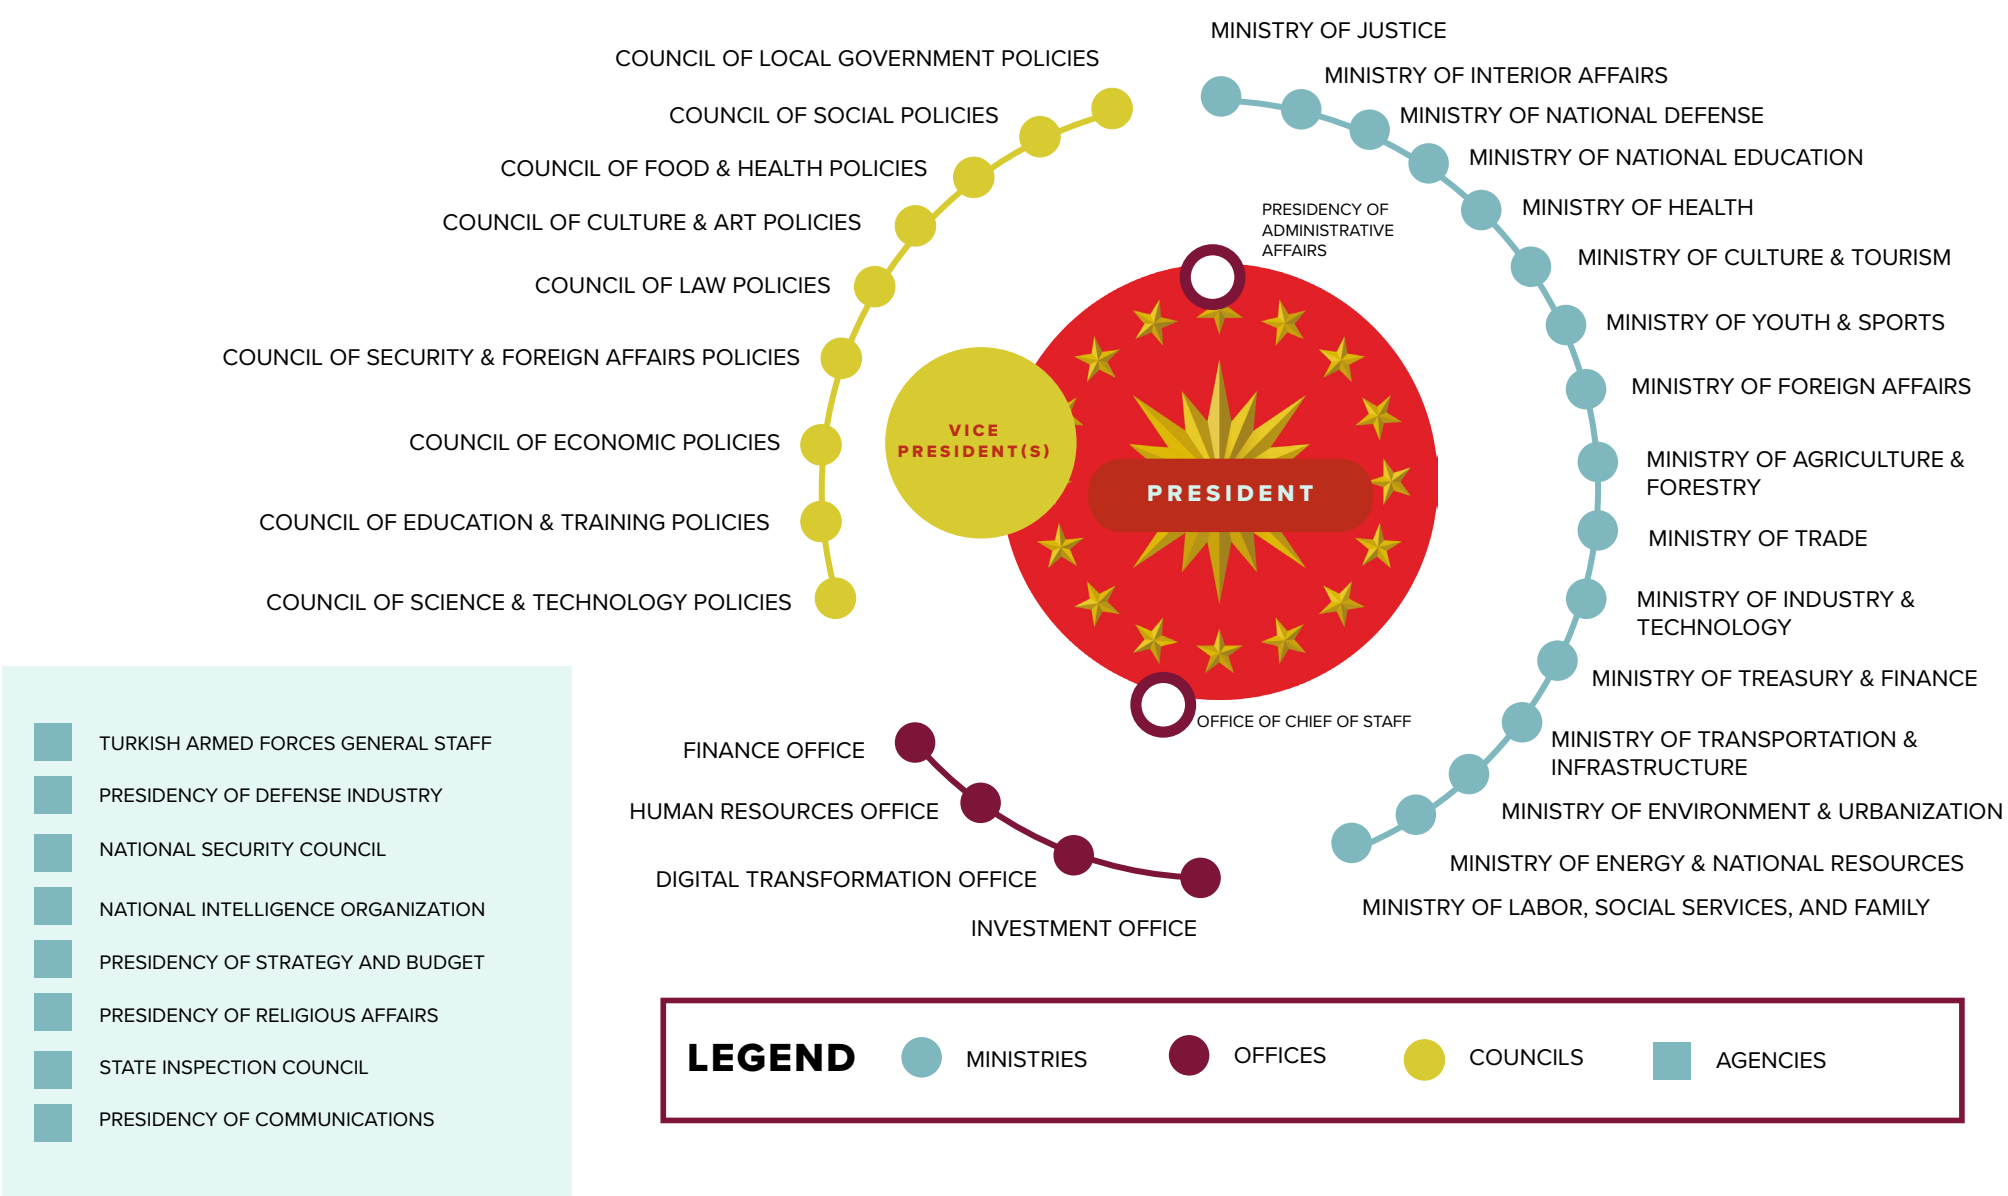 COUNCIL OF LOCAL GOVERNMENT POLICIES
COUNCIL OF SOCIAL POLICIES
COUNCIL OF FOOD & HEALTH POLICIES
COUNCIL OF CULTURE & ART POLICIES
COUNCIL OF LAW POLICIES
COUNCIL OF SECURITY & FOREIGN AFFAIRS POLICIES
COUNCIL OF ECONOMIC POLICIES
COUNCIL OF EDUCATION & TRAINING POLICIES
COUNCIL OF SCIENCE & TECHNOLOGY POLICIES
MINISTRY OF JUSTICE
MINISTRY OF INTERIOR AFFAIRS
MINISTRY OF NATIONAL DEFENSE
MINISTRY OF NATIONAL EDUCATION
MINISTRY OF HEALTH
MINISTRY OF CULTURE & TOURISM
MINISTRY OF YOUTH & SPORTS
MINISTRY OF FOREIGN AFFAIRS
MINISTRY OF AGRICULTURE &
FORESTRY
MINISTRY OF TRADE
MINISTRY OF INDUSTRY &
TECHNOLOGY
MINISTRY OF TREASURY & FINANCE
MINISTRY OF TRANSPORTATION &
INFRASTRUCTURE
MINISTRY OF ENVIRONMENT & URBANIZATION
MINISTRY OF ENERGY & NATIONAL RESOURCES
MINISTRY OF LABOR, SOCIAL SERVICES, AND FAMILY
PRESIDENCY OF
ADMINISTRATIVE
AFFAIRS
VICE
PRESIDENT(S)
PRESIDENT
OFFICE OF CHIEF OF STAFF
FINANCE OFFICE
HUMAN RESOURCES OFFICE
DIGITAL TRANSFORMATION OFFICE
INVESTMENT OFFICE
TURKISH ARMED FORCES GENERAL STAFF
PRESIDENCY OF DEFENSE INDUSTRY
NATIONAL SECURITY COUNCIL
NATIONAL INTELLIGENCE ORGANIZATION
PRESIDENCY OF STRATEGY AND BUDGET
PRESIDENCY OF RELIGIOUS AFFAIRS
STATE INSPECTION COUNCIL
PRESIDENCY OF COMMUNICATIONS
LEGEND
MINISTRIES
OFFICES
COUNCILS
AGENCIES